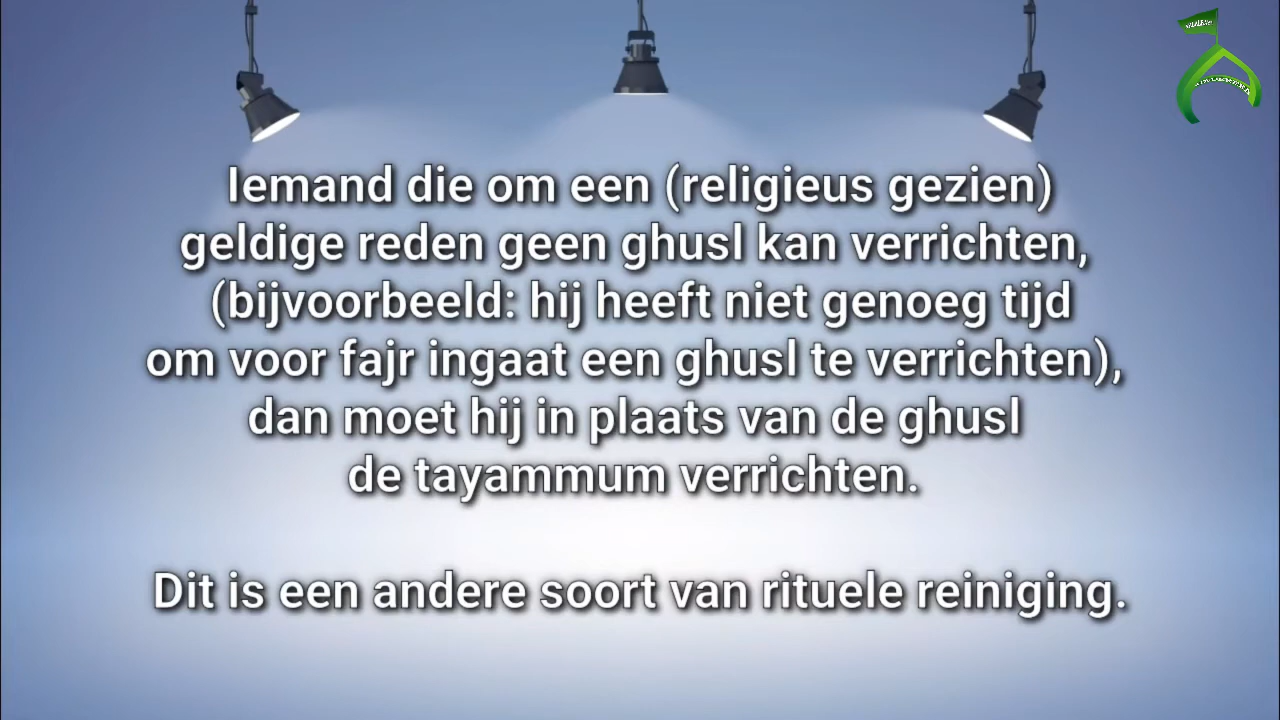 Iemand die om een (religieus gezien)
geldige reden geen ghusl kan verrichten,
(bijvoorbeeld: hij heeft niet genoeg tijd
om voor fajr ingaat een ghusl te verrichten),
dan moet hij in plaats van de ghusl
de tayammum verrichten.
Dit is een andere soort van rituele reiniging.